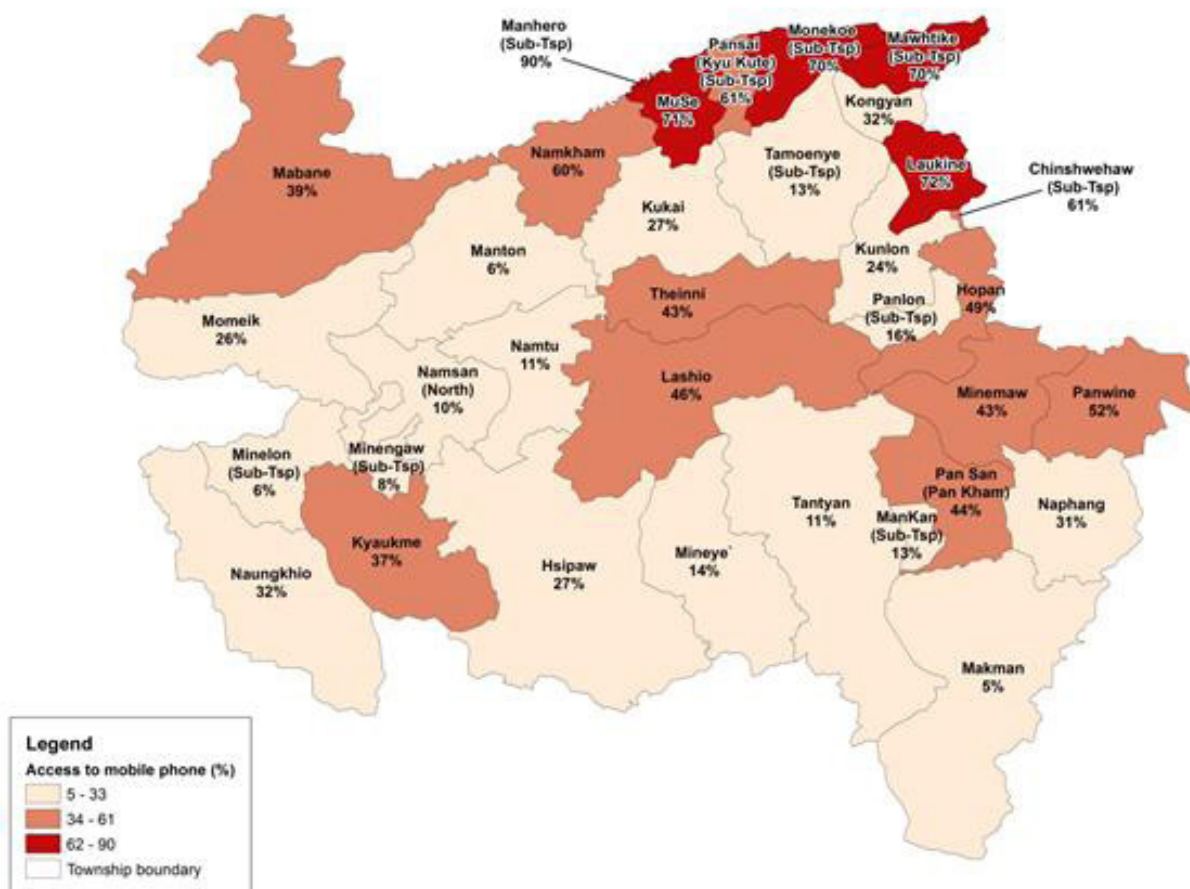 Manhero
(Sub-Tsp)
90%
Pansai
(Kyu Kute)
(Sub-Tsp)
61%
Monekoe
(Sub-Tsp)
70%
Mawhtike
(Sub-Tsp)
70%
MuSe
71%
Kongyan
32%
Mabane
39%
Namkham
60%
Tamoenye
(Sub-Tsp)
13%
Laukine
72%
Chinshwehaw
(Sub-Tsp)
61%
Kukai
27%
Manton
6%
Kunlon
24%
Theinni
43%
Panlon
(Sub-Tsp)
16%
Hopan
49%
Momeik
26%
Namtu
11%
Namsan
(North)
10%
Lashio
46%
Minemaw
43%
Panwine
52%
Minelon
(Sub-Tsp)
6%
Minengaw
(Sub-Tsp)
8%
Pan San
(Pan Kham)
44%
Tantyan
11%
ManKan
(Sub-Tsp)
13%
Naphang
31%
Kyaukme
37%
Naungkhio
32%
Hsipaw
27%
Mineye`
14%
Makman
5%
Legend
Access to mobile phone (%)
5 - 33
34 - 61
62 - 90
Township boundary